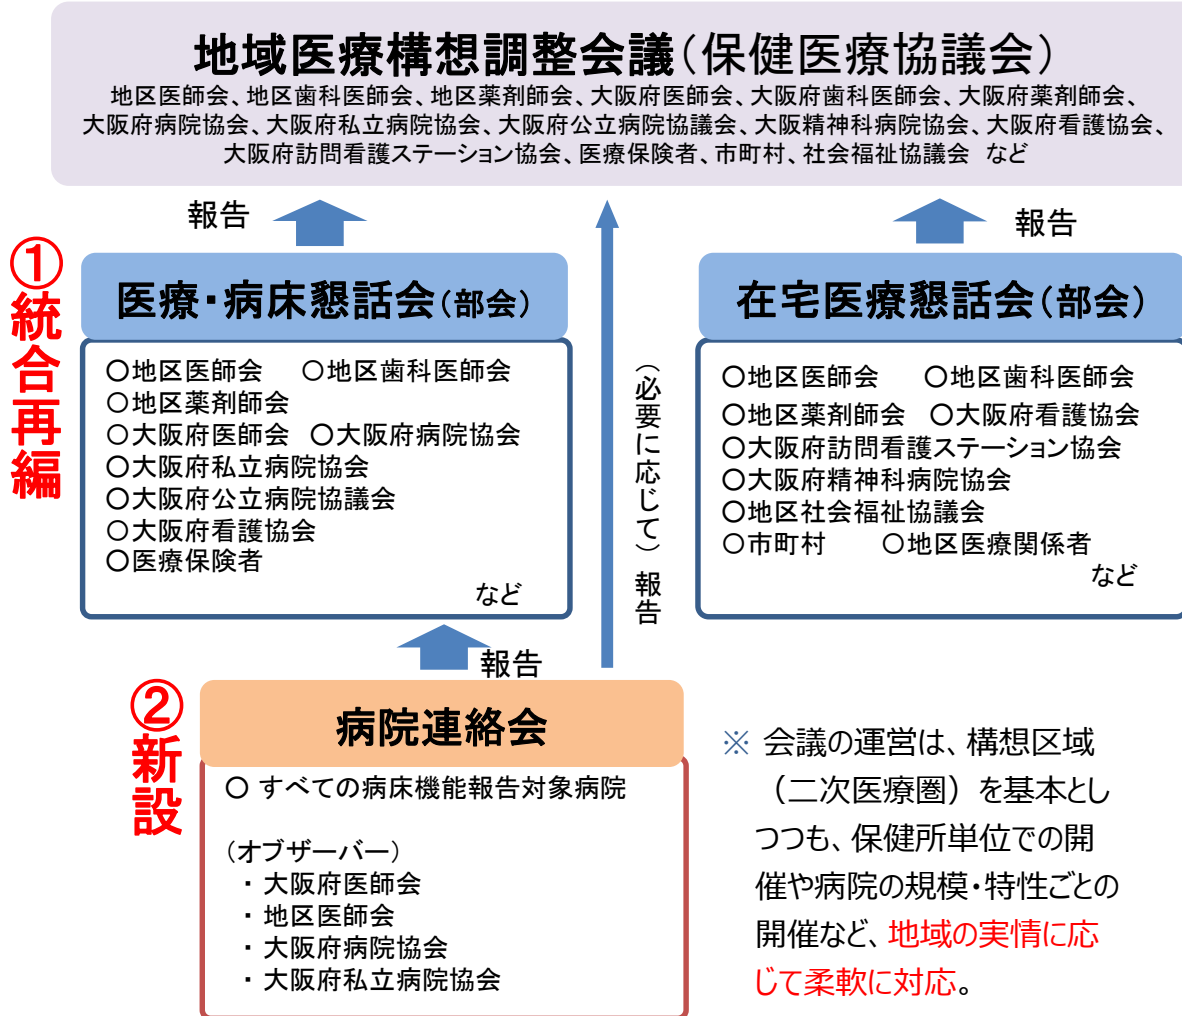 地域医療構想調整会議(保健医療協議会)
地区医師会、地区歯科医師会、地区薬剤師会、大阪府医師会、大阪府歯科医師会、大阪府薬剤師会、
大阪府病院協会、大阪府私立病院協会、大阪府公立病院協議会、大阪精神科病院協会、大阪府看護協会、
大阪府訪問看護ステーション協会、医療保険者、市町村、社会福祉協議会 など
報告
報告
①統合再編
医療・病床懇話会(部会)
〇地区医師会 〇地区歯科医師会
〇地区薬剤師会
〇大阪府医師会 〇大阪府病院協会
〇大阪府私立病院協会
〇大阪府公立病院協議会
〇大阪府看護協会
〇医療保険者
など
(必要に応じて)報告
在宅医療懇話会(部会)
〇地区医師会 〇地区歯科医師会
〇地区薬剤師会 〇大阪府看護協会
〇大阪府訪問看護ステーション協会
〇大阪府精神科病院協会
〇地区社会福祉協議会
〇市町村 〇地区医療関係者
など
報告
②新設
病院連絡会
〇 すべての病床機能報告対象病院
(オブザーバー)
・ 大阪府医師会
・ 地区医師会
・ 大阪府病院協会
・ 大阪府私立病院協会
※ 会議の運営は、構想区域
(二次医療圏)を基本とし
つつも、保健所単位での開
催や病院の規模・特性ごとの
開催など、地域の実情に応
じて柔軟に対応。